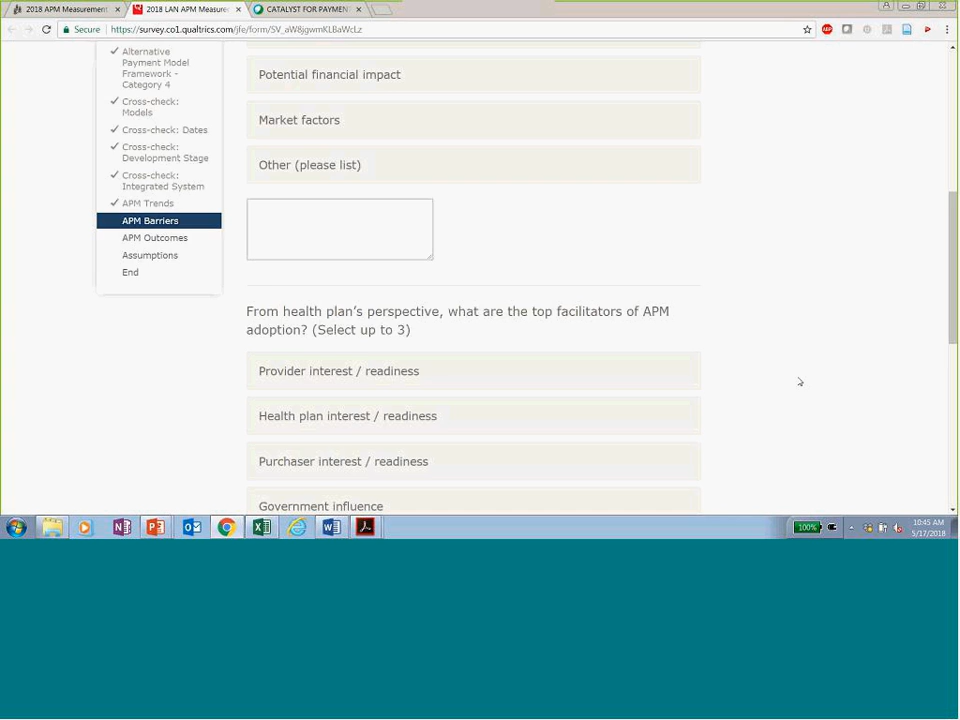 2018 APM Measurement
2018 LAN APM Measure
CATALYST FOR PAYMEN
Secure
https://survey.co1.qualtrics.com/jfe/form/SV_aW8jgwmKLBaWcLz
Alternative
Payment Model
Framework -
Category 4
Cross-check:
Models
Cross-check: Dates
Cross-check:
Development Stage
Cross-check:
Integrated System
APM Trends
APM Barriers
APM Outcomes
Assumptions
End
Potential financial impact
Market factors
Other (please list)
From health plan’s perspective, what are the top facilitators of APM
adoption? (Select up to 3)
Provider interest / readiness
Health plan interest / readiness
Purchaser interest / readiness
Government influence
100%
10:45 AM
5/17/2018